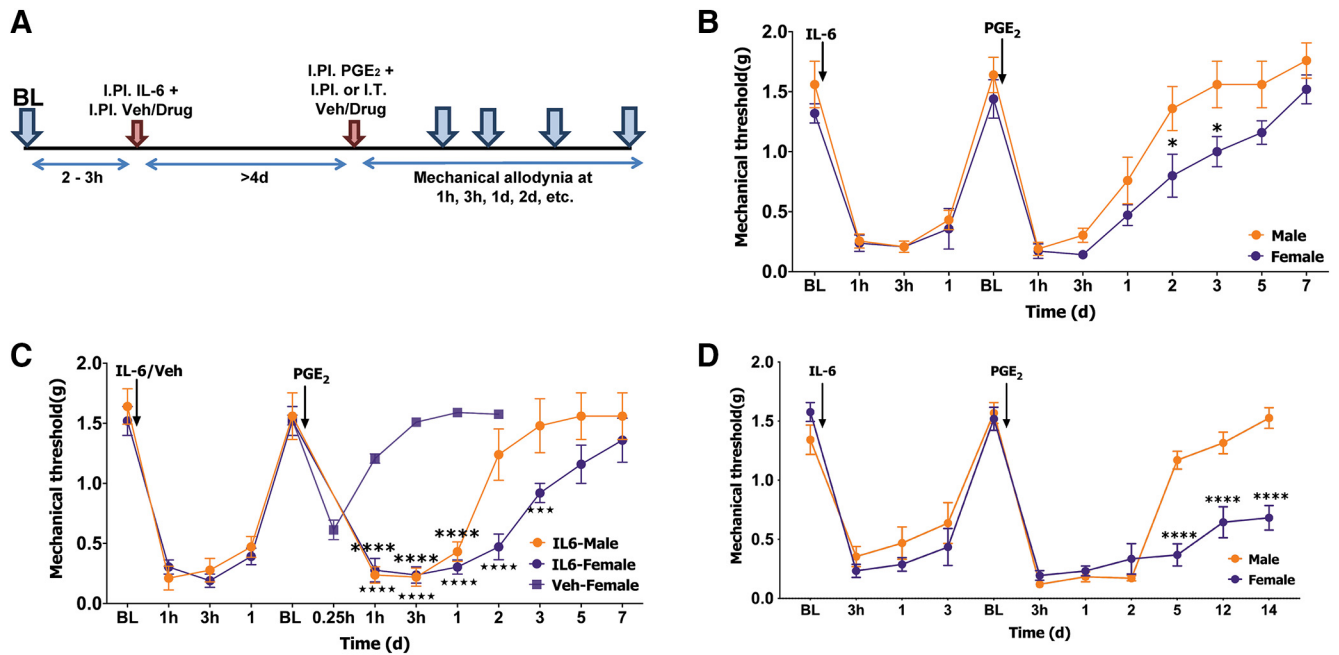 A
BL
I.PI. IL-6 +
I.PI. Veh/Drug
I.PI. PGE₂ +
I.PI. or I.T.
Veh/Drug
2 - 3h
>4d
Mechanical allodynia at
1h, 3h, 1d, 2d, etc.
B
Mechanical threshold(g)
2.0
1.5
1.0
0.5
0.0
IL-6
PGE₂
*
*
Male
Female
BL 1h 3h 1 BL 1h 3h 1 2 3 5 7
Time (d)
C
Mechanical threshold(g)
2.0
1.5
1.0
0.5
0.0
IL-6/Veh
PGE₂
**** **** ****
★★★★ ★★★★ ★★★★ ★★★★ ★★★
IL6-Male
IL6-Female
Veh-Female
BL 1h 3h 1 BL 0.25h 1h 3h 1 2 3 5 7
Time (d)
D
Mechanical threshold(g)
2.0
1.5
1.0
0.5
0.0
IL-6
PGE₂
**** **** ****
Male
Female
BL 3h 1 3 BL 3h 1 2 5 12 14
Time (d)